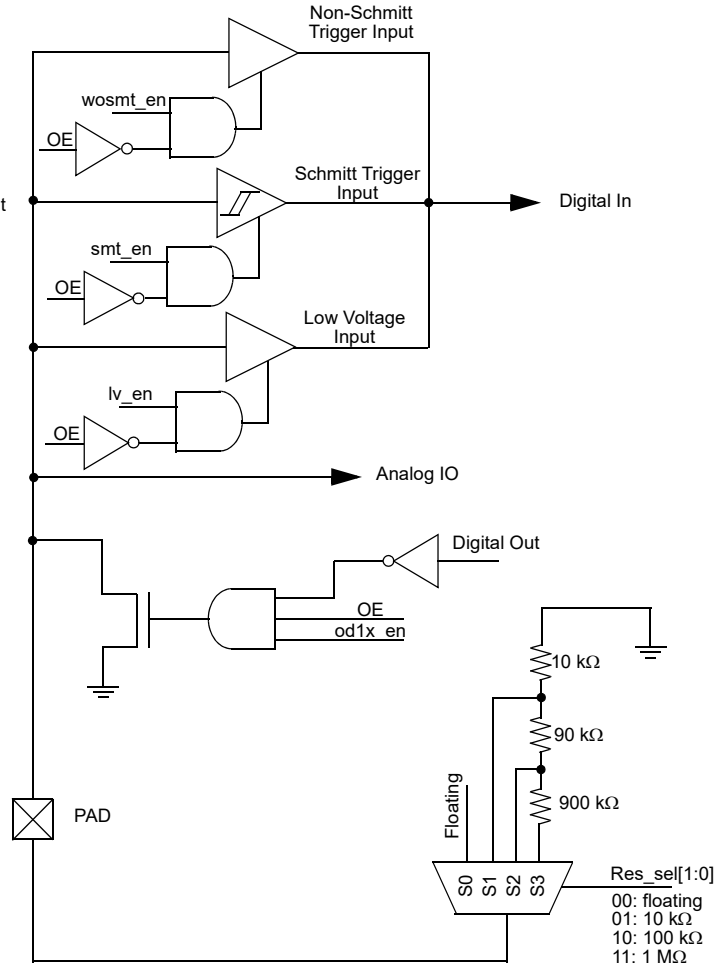 Non-Schmitt
Trigger Input
wosmt_en
OE
Schmitt Trigger
Input
t
Digital In
smt_en
OE
Low Voltage
Input
lv_en
OE
Analog IO
Digital Out
OE
od1x_en
10 kΩ
90 kΩ
900 kΩ
Floating
PAD
S0
S1
S2
S3
Res_sel[1:0]
00: floating
01: 10 kΩ
10: 100 kΩ
11: 1 MΩ